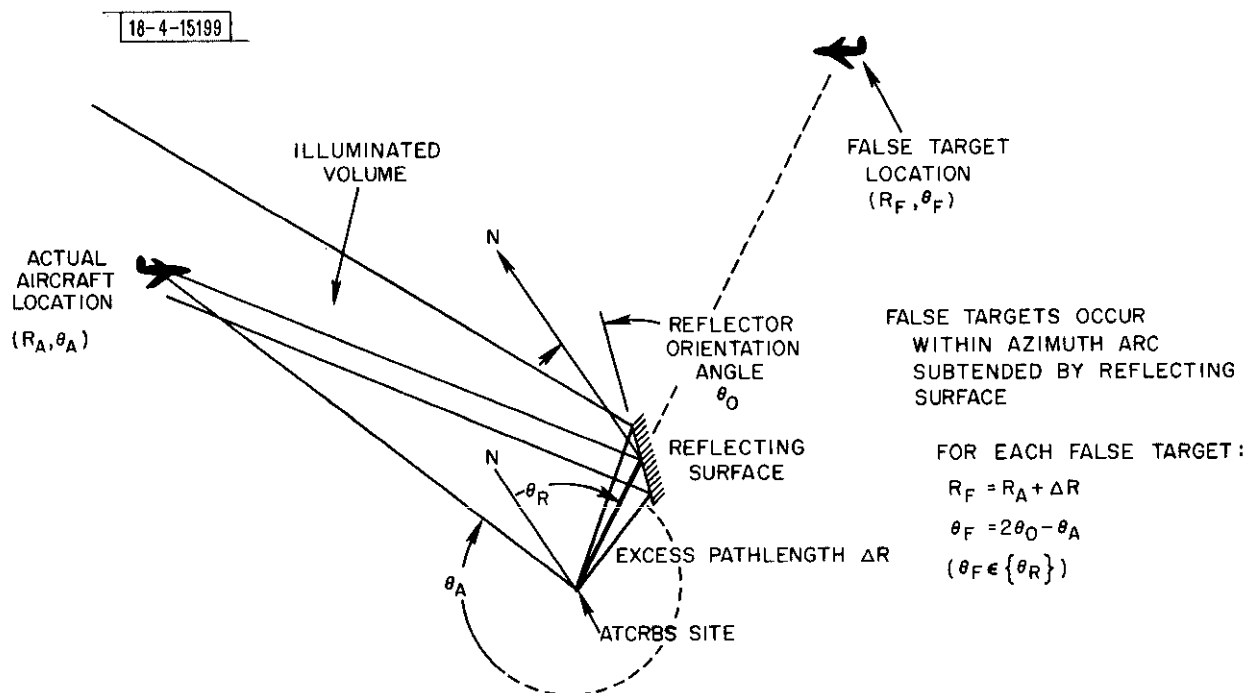 18-4-15199
ILLUMINATED
VOLUME
FALSE TARGET
LOCATION
(R_F, θ_F)
N
ACTUAL
AIRCRAFT
LOCATION
(R_A, θ_A)
REFLECTOR
ORIENTATION
ANGLE
θ_O
FALSE TARGETS OCCUR
WITHIN AZIMUTH ARC
SUBTENDED BY REFLECTING
SURFACE
REFLECTING
SURFACE
N
θ_R
FOR EACH FALSE TARGET:
R_F = R_A + ΔR
θ_F = 2θ_O - θ_A
(θ_F ϵ {θ_R})
EXCESS PATHLENGTH ΔR
θ_A
ATCRBS SITE